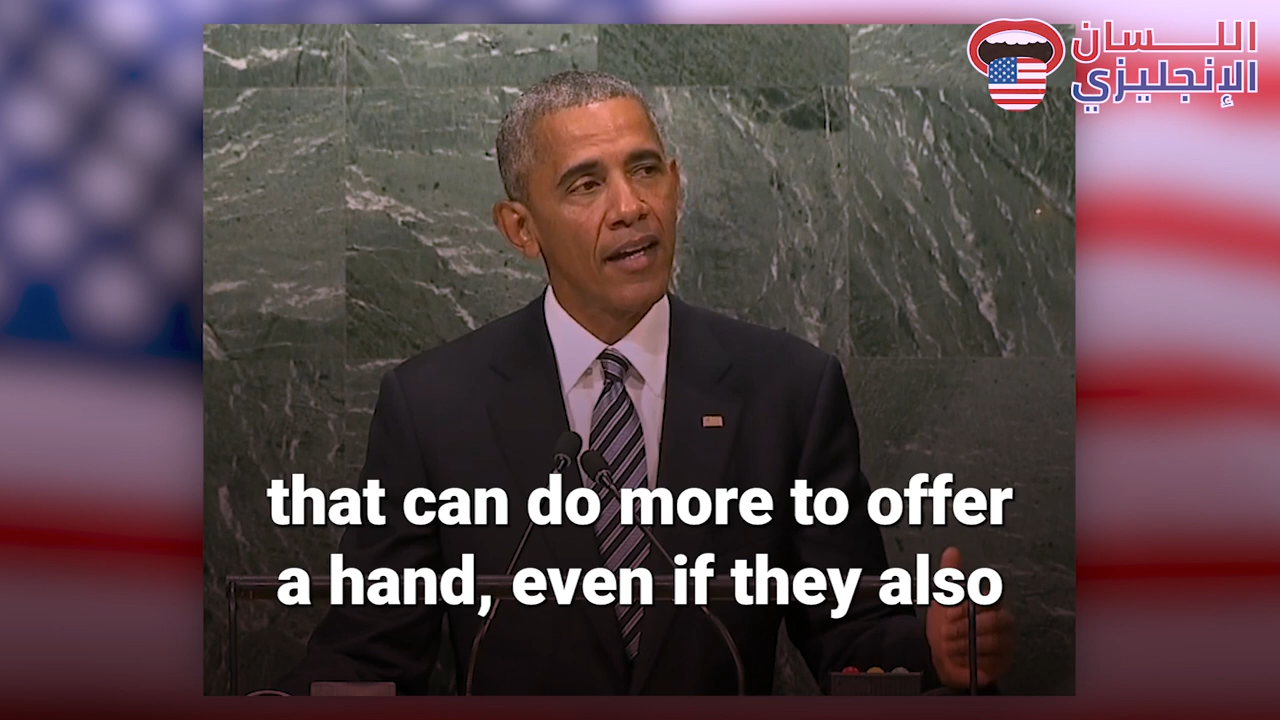 اللسان
الإنجليزي
that can do more to offer
a hand, even if they also